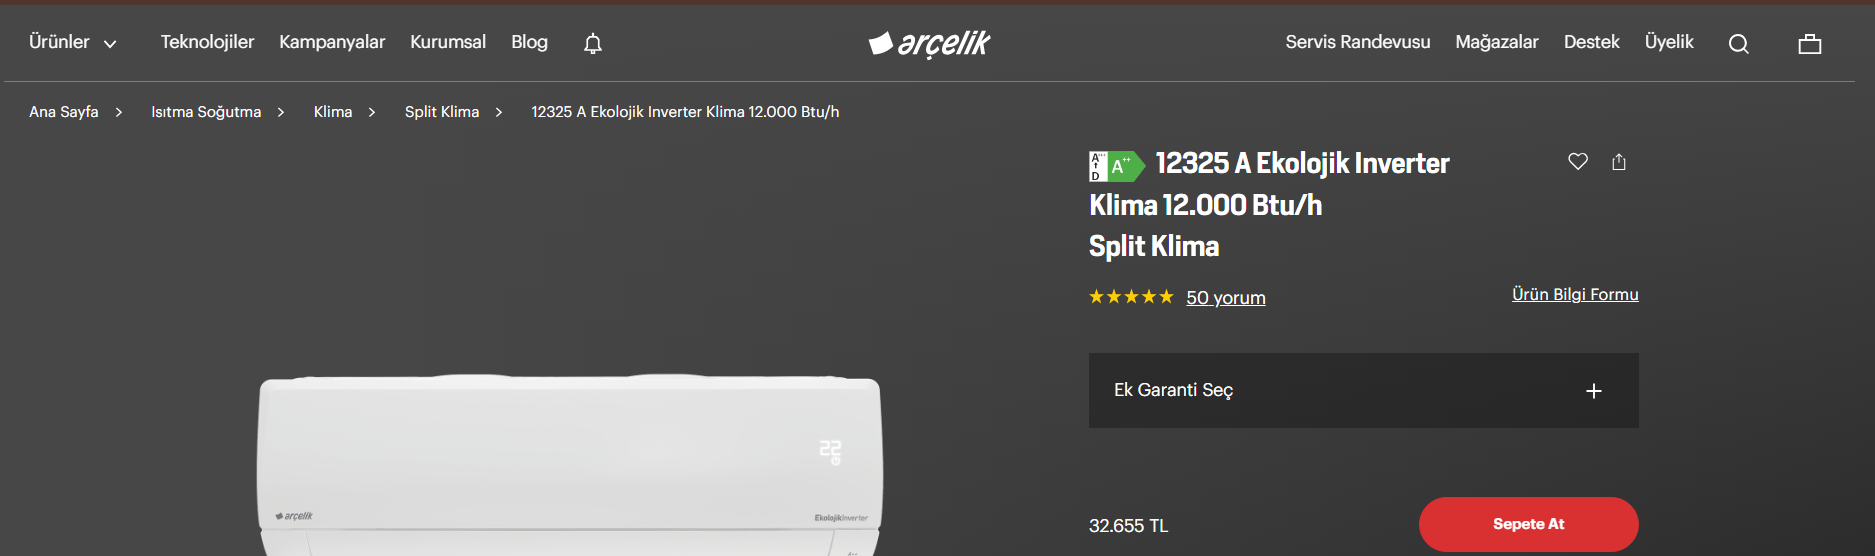 Ürünler Teknolojiler Kampanyalar Kurumsal Blog arçelik Servis Randevusu Mağazalar Destek Üyelik
Ana Sayfa > Isıtma Soğutma > Klima > Split Klima > 12325 A Ekolojik Inverter Klima 12.000 Btu/h
A+++ D A++ 12325 A Ekolojik Inverter
Klima 12.000 Btu/h
Split Klima
50 yorum
Ürün Bilgi Formu
Ek Garanti Seç +
22
arçelik
EkolojikInverter
32.655 TL
Sepete At